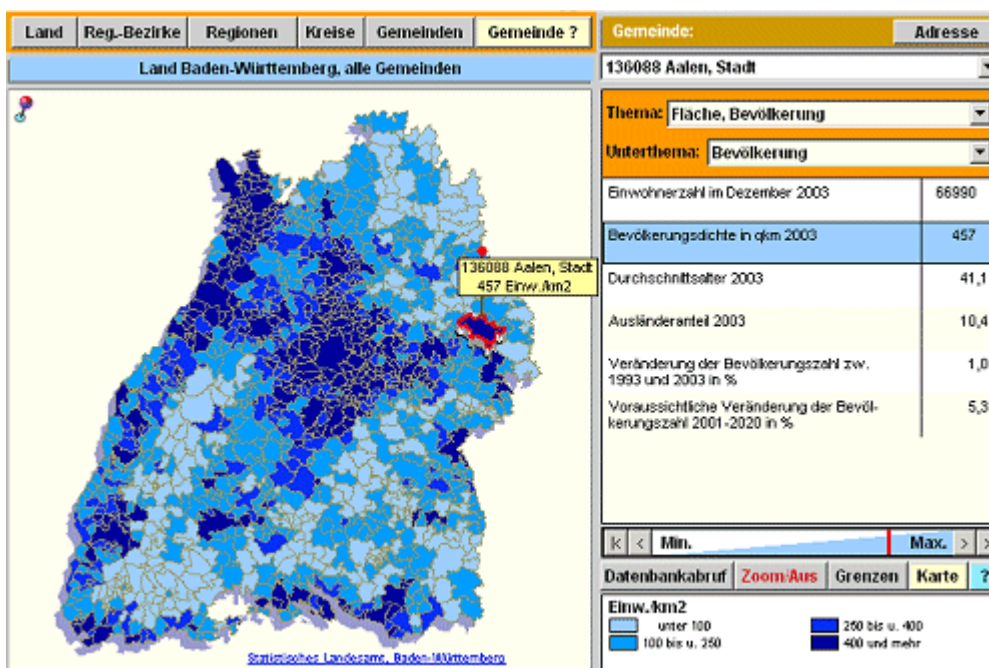 Land Reg.-Bezirke Regionen Kreise Gemeinden Gemeinde ?
Land Baden-Württemberg, alle Gemeinden
136088 Aalen, Stadt
457 Einw./km2
Statistisches Landesamt, Baden-Württemberg
Gemeinde: Adresse
136088 Aalen, Stadt
Thema: Fläche, Bevölkerung
Unterthema: Bevölkerung
Einwohnerzahl im Dezember 2003 66990
Bevölkerungsdichte in qkm 2003 457
Durchschnittsalter 2003 41,1
Ausländeranteil 2003 10,4
Veränderung der Bevölkerungszahl zw. 1,0
1993 und 2003 in %
Voraussichtliche Veränderung der Bevöl- 5,3
kerungszahl 2001-2020 in %
Min. Max.
Datenbankabruf Zoom/Aus Grenzen Karte ?
Einw./km2
unter 100 250 bis u. 400
100 bis u. 250 400 und mehr